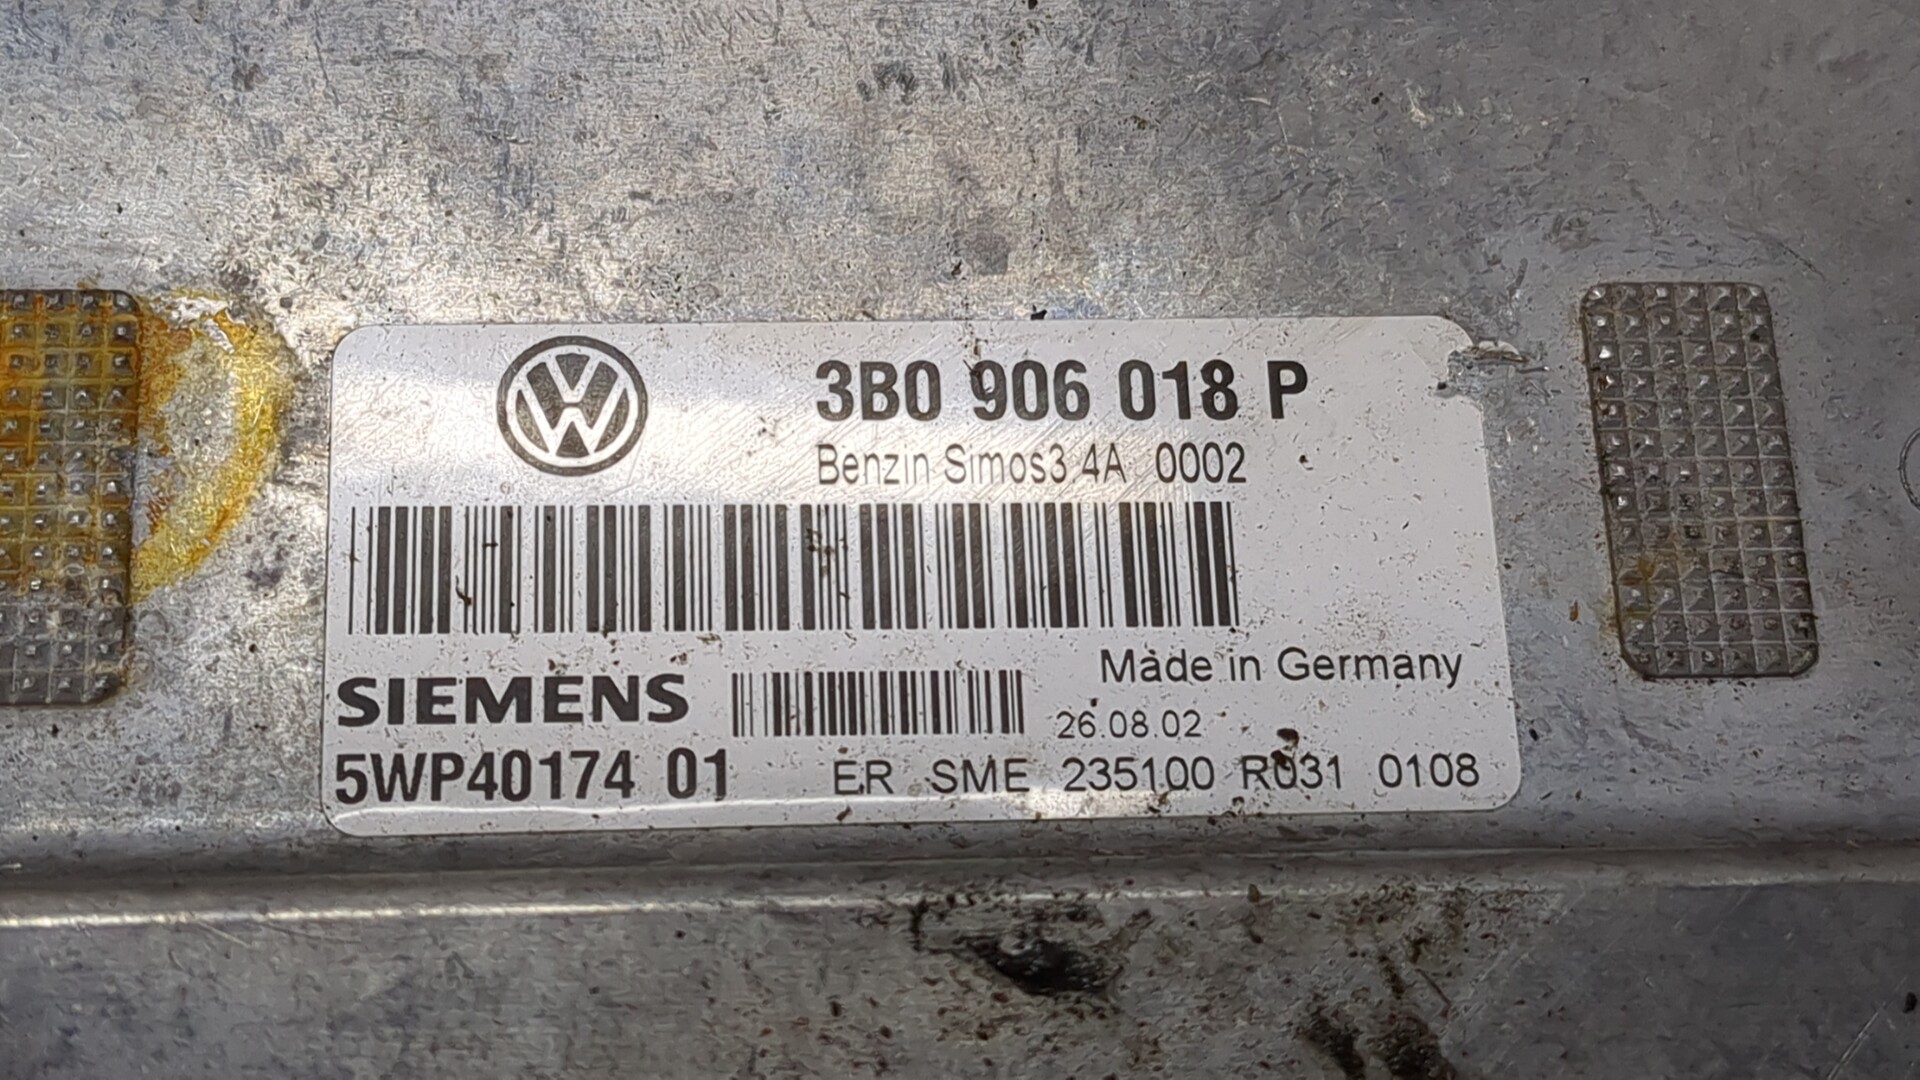 3B0 906 018 P
Benzin Simos3.4A 0002
Made in Germany
SIEMENS
26.08.02
5WP40174 01 ER SME 235100 R031 0108